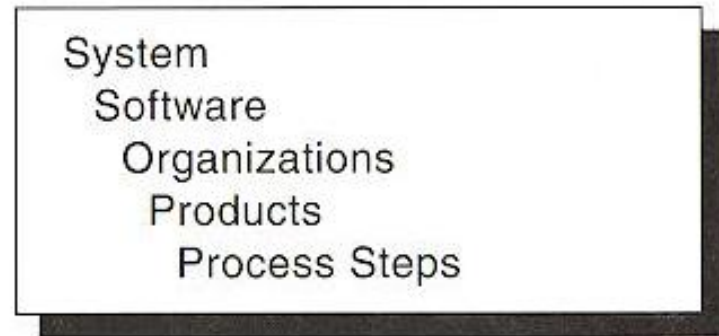 System
Software
Organizations
Products
Process Steps